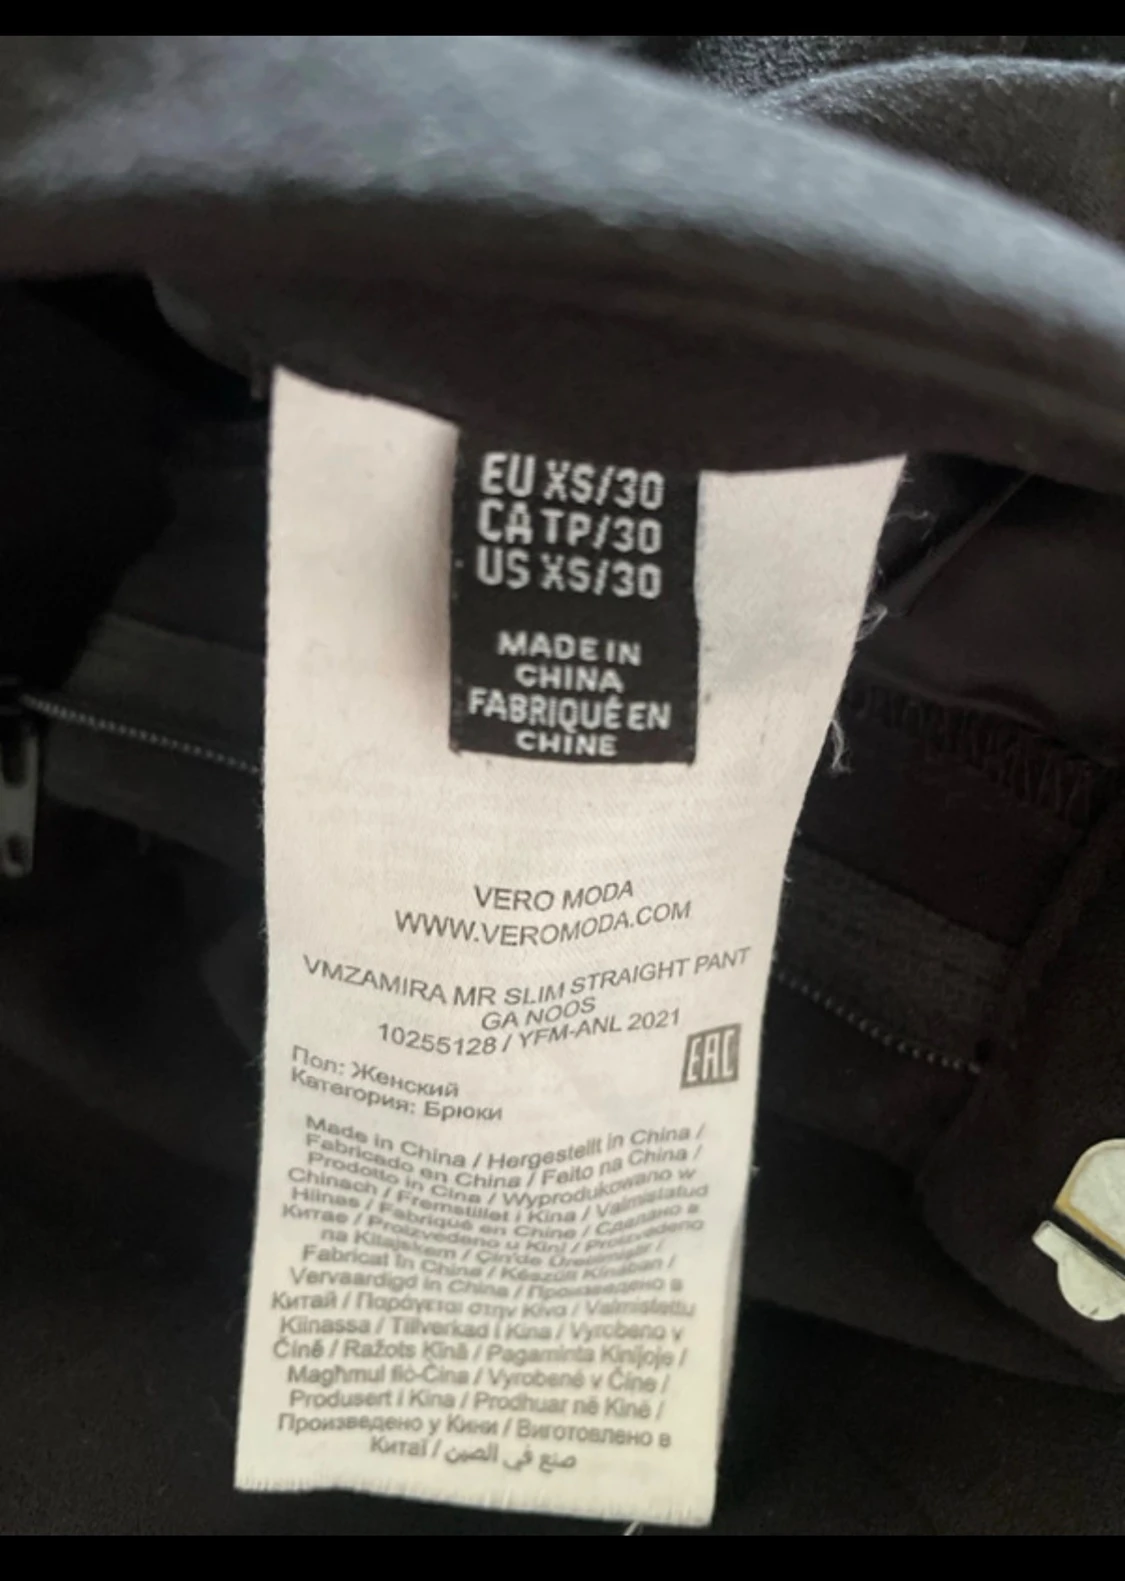 EU XS/30
CA TP/30
US XS/30
MADE IN
CHINA
FABRIQUÉ EN
CHINE
VERO MODA
WWW.VEROMODA.COM
VMZAMIRA MR SLIM STRAIGHT PANT
GA NOOS
10255128 / YFM-ANL 2021
EAC
Пол: Женский
Категория: Брюки
Made in China / Hergestellt in China /
Fabricado en China / Feito na China /
Prodotto in Cina / Wyprodukowano w
Chinach / Fremstillet i Kina / Valmistatud
Hiinas / Fabriqué en Chine / Сделано в
Китае / Proizvedeno u Kini / Proizvedeno
na Kitajskem / Çin'de Üretilmiştir /
Fabricat în China / Készült Kínában /
Vervaardigd in China / Произведено в
Китай / Παράγεται στην Κίνα / Valmistettu
Kiinassa / Tillverkad i Kina / Vyrobeno v
Číně / Ražots Ķīnā / Pagaminta Kinijoje /
Magħmul fiċ-Ċina / Vyrobené v Číne /
Produsert i Kina / Prodhuar në Kinë /
Произведено у Кини / Виготовлено в
Китаї / صنع في الصين